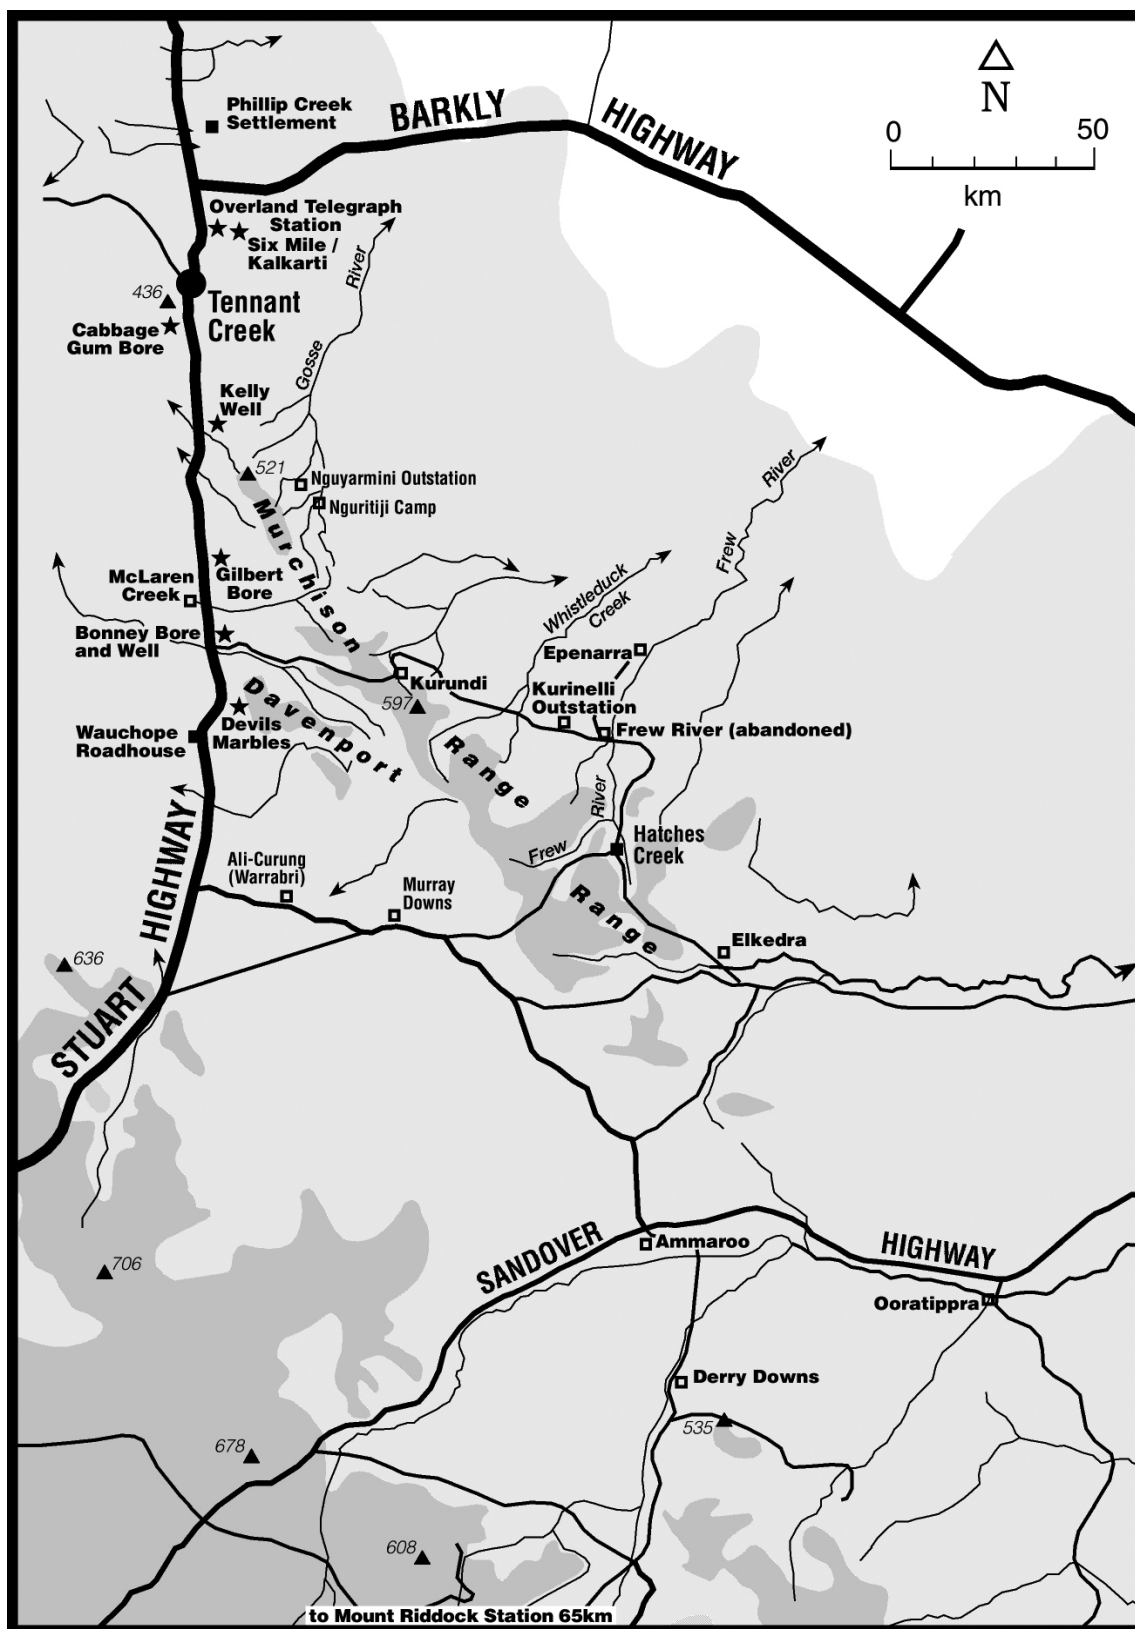 BARKLY HIGHWAY
N
0 50
km
Phillip Creek
Settlement
Overland Telegraph
Station
Six Mile /
Kalkarti
River
436
Tennant
Creek
Cabbage
Gum Bore
Gosse
Kelly
Well
521
Nguyarmini Outstation
Nguritiji Camp
River
Frew
Murchison
Gilbert
Bore
McLaren
Creek
Whistleduck
Creek
Bonney Bore
and Well
Epenarra
Kurundi
Kurinelli
Outstation
597
Davenport
Devils
Marbles
Wauchope
Roadhouse
Frew River (abandoned)
Range
River
Frew
Hatches
Creek
HIGHWAY
Ali-Curung
(Warrabri)
Murray
Downs
Range
Elkedra
636
STUART
SANDOVER
HIGHWAY
Ammaroo
706
Ooratippra
Derry Downs
535
678
608
to Mount Riddock Station 65km